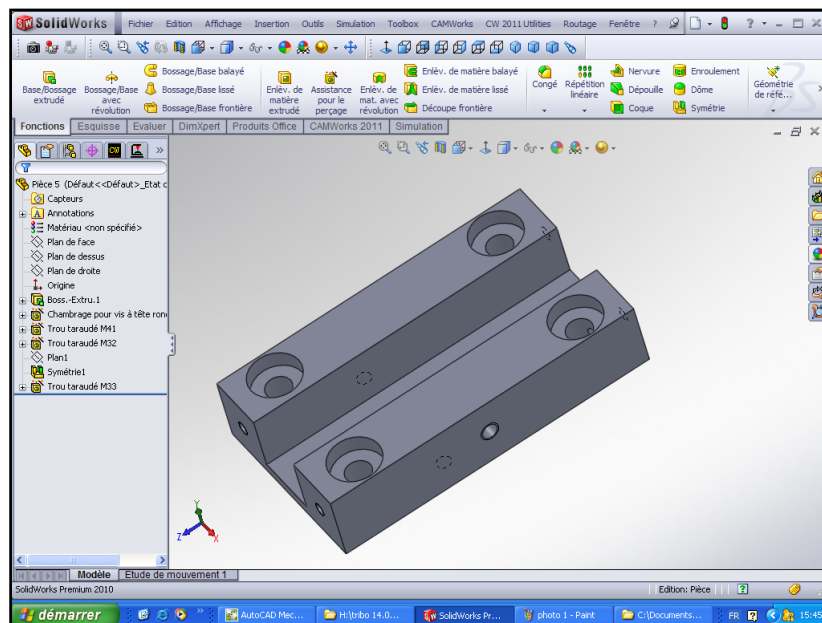 SolidWorks Fichier Edition Affichage Insertion Outils Simulation Toolbox CAMWorks CW 2011 Utilities Routage Fenêtre ?
Base/Bossage extrudé
Bossage/Base avec révolution
Bossage/Base balayé
Bossage/Base lissé
Bossage/Base frontière
Enlèv. de matière extrudé
Assistance pour le perçage
Enlèv. de mat. avec révolution
Enlèv. de matière balayé
Enlèv. de matière lissé
Découpe frontière
Congé
Répétition linéaire
Nervure
Dépouille
Coque
Enroulement
Dôme
Symétrie
Géométrie de réfé...
Fonctions Esquisse Evaluer DimXpert Produits Office CAMWorks 2011 Simulation
Pièce 5 (Défaut<<Défaut>_Etat c
Capteurs
Annotations
Matériau <non spécifié>
Plan de face
Plan de dessus
Plan de droite
Origine
Boss.-Extru.1
Chambrage pour vis à tête ron
Trou taraudé M41
Trou taraudé M32
Plan1
Symétrie1
Trou taraudé M33
Y
Z
X
Modèle Etude de mouvement 1
SolidWorks Premium 2010 Edition: Pièce
démarrer AutoCAD Mec... H:\tribo 14.0... SolidWorks Pr... photo 1 - Paint C:\Documents... FR 15:45